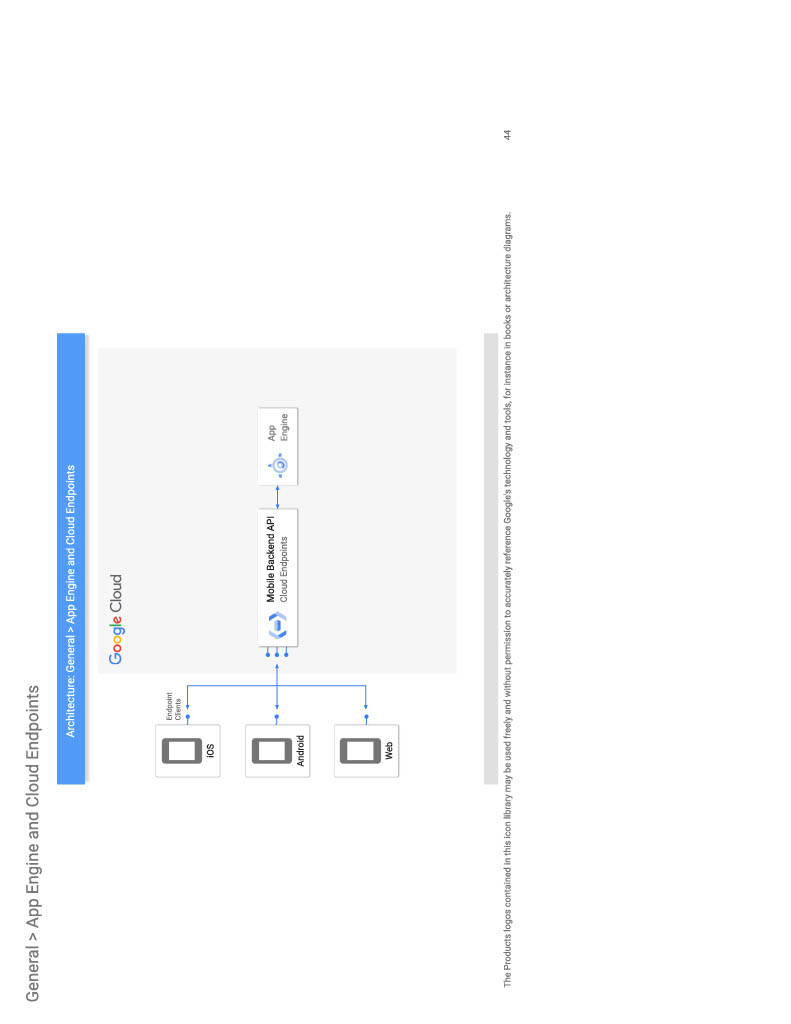 General > App Engine and Cloud Endpoints
Architecture: General > App Engine and Cloud Endpoints
Google Cloud
Endpoint
Clients
iOS
Android
Web
Mobile Backend API
Cloud Endpoints
App
Engine
The Products logos contained in this icon library may be used freely and without permission to accurately reference Google's technology and tools, for instance in books or architecture diagrams.
44